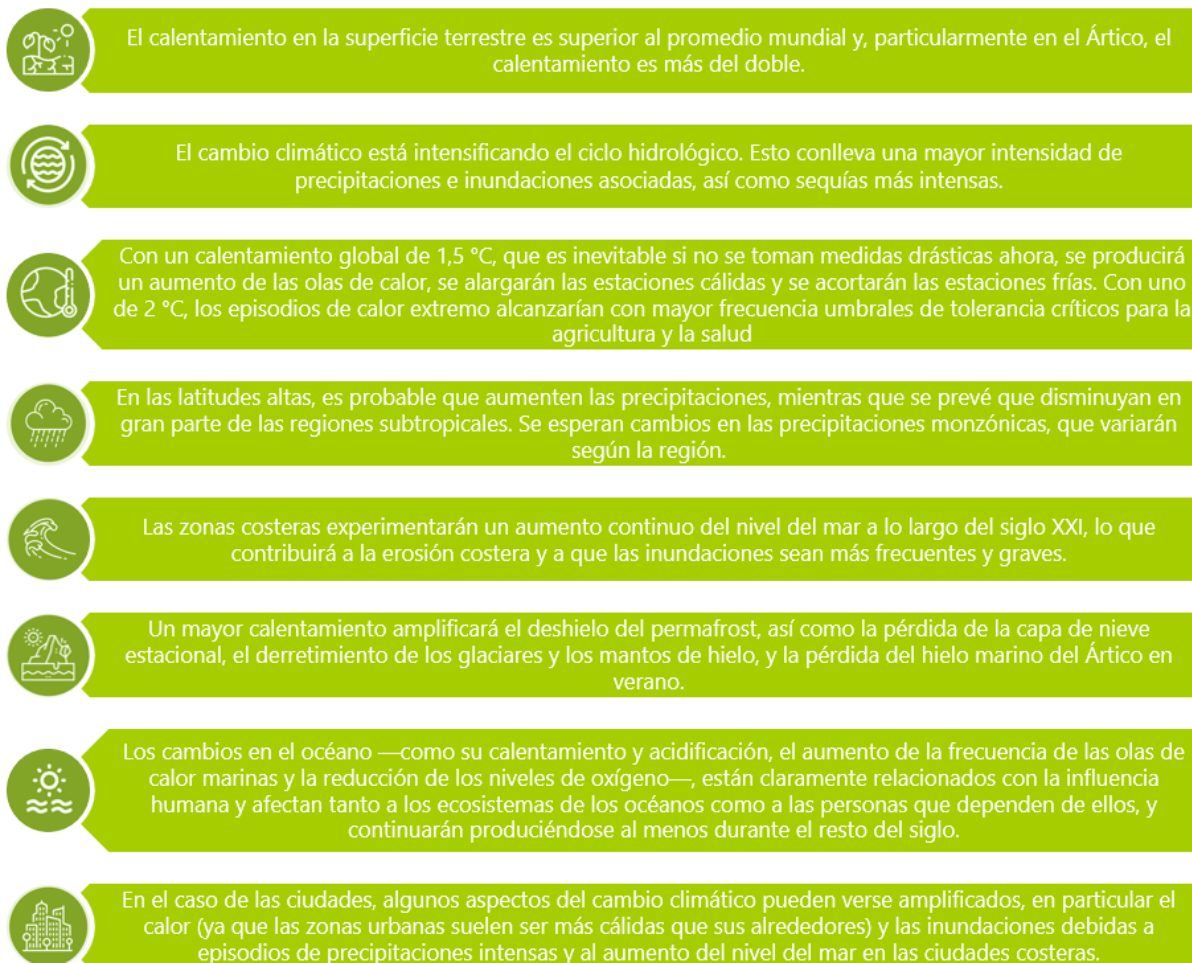 El calentamiento en la superficie terrestre es superior al promedio mundial y, particularmente en el Ártico, el
calentamiento es más del doble.
El cambio climático está intensificando el ciclo hidrológico. Esto conlleva una mayor intensidad de
precipitaciones e inundaciones asociadas, así como sequías más intensas.
Con un calentamiento global de 1,5 °C, que es inevitable si no se toman medidas drásticas ahora, se producirá
un aumento de las olas de calor, se alargarán las estaciones cálidas y se acortarán las estaciones frías. Con uno
de 2 °C, los episodios de calor extremo alcanzarían con mayor frecuencia umbrales de tolerancia críticos para la
agricultura y la salud
En las latitudes altas, es probable que aumenten las precipitaciones, mientras que se prevé que disminuyan en
gran parte de las regiones subtropicales. Se esperan cambios en las precipitaciones monzónicas, que variarán
según la región.
Las zonas costeras experimentarán un aumento continuo del nivel del mar a lo largo del siglo XXI, lo que
contribuirá a la erosión costera y a que las inundaciones sean más frecuentes y graves.
Un mayor calentamiento amplificará el deshielo del permafrost, así como la pérdida de la capa de nieve
estacional, el derretimiento de los glaciares y los mantos de hielo, y la pérdida del hielo marino del Ártico en
verano.
Los cambios en el océano —como su calentamiento y acidificación, el aumento de la frecuencia de las olas de
calor marinas y la reducción de los niveles de oxígeno—, están claramente relacionados con la influencia
humana y afectan tanto a los ecosistemas de los océanos como a las personas que dependen de ellos, y
continuarán produciéndose al menos durante el resto del siglo.
En el caso de las ciudades, algunos aspectos del cambio climático pueden verse amplificados, en particular el
calor (ya que las zonas urbanas suelen ser más cálidas que sus alrededores) y las inundaciones debidas a
episodios de precipitaciones intensas y al aumento del nivel del mar en las ciudades costeras.